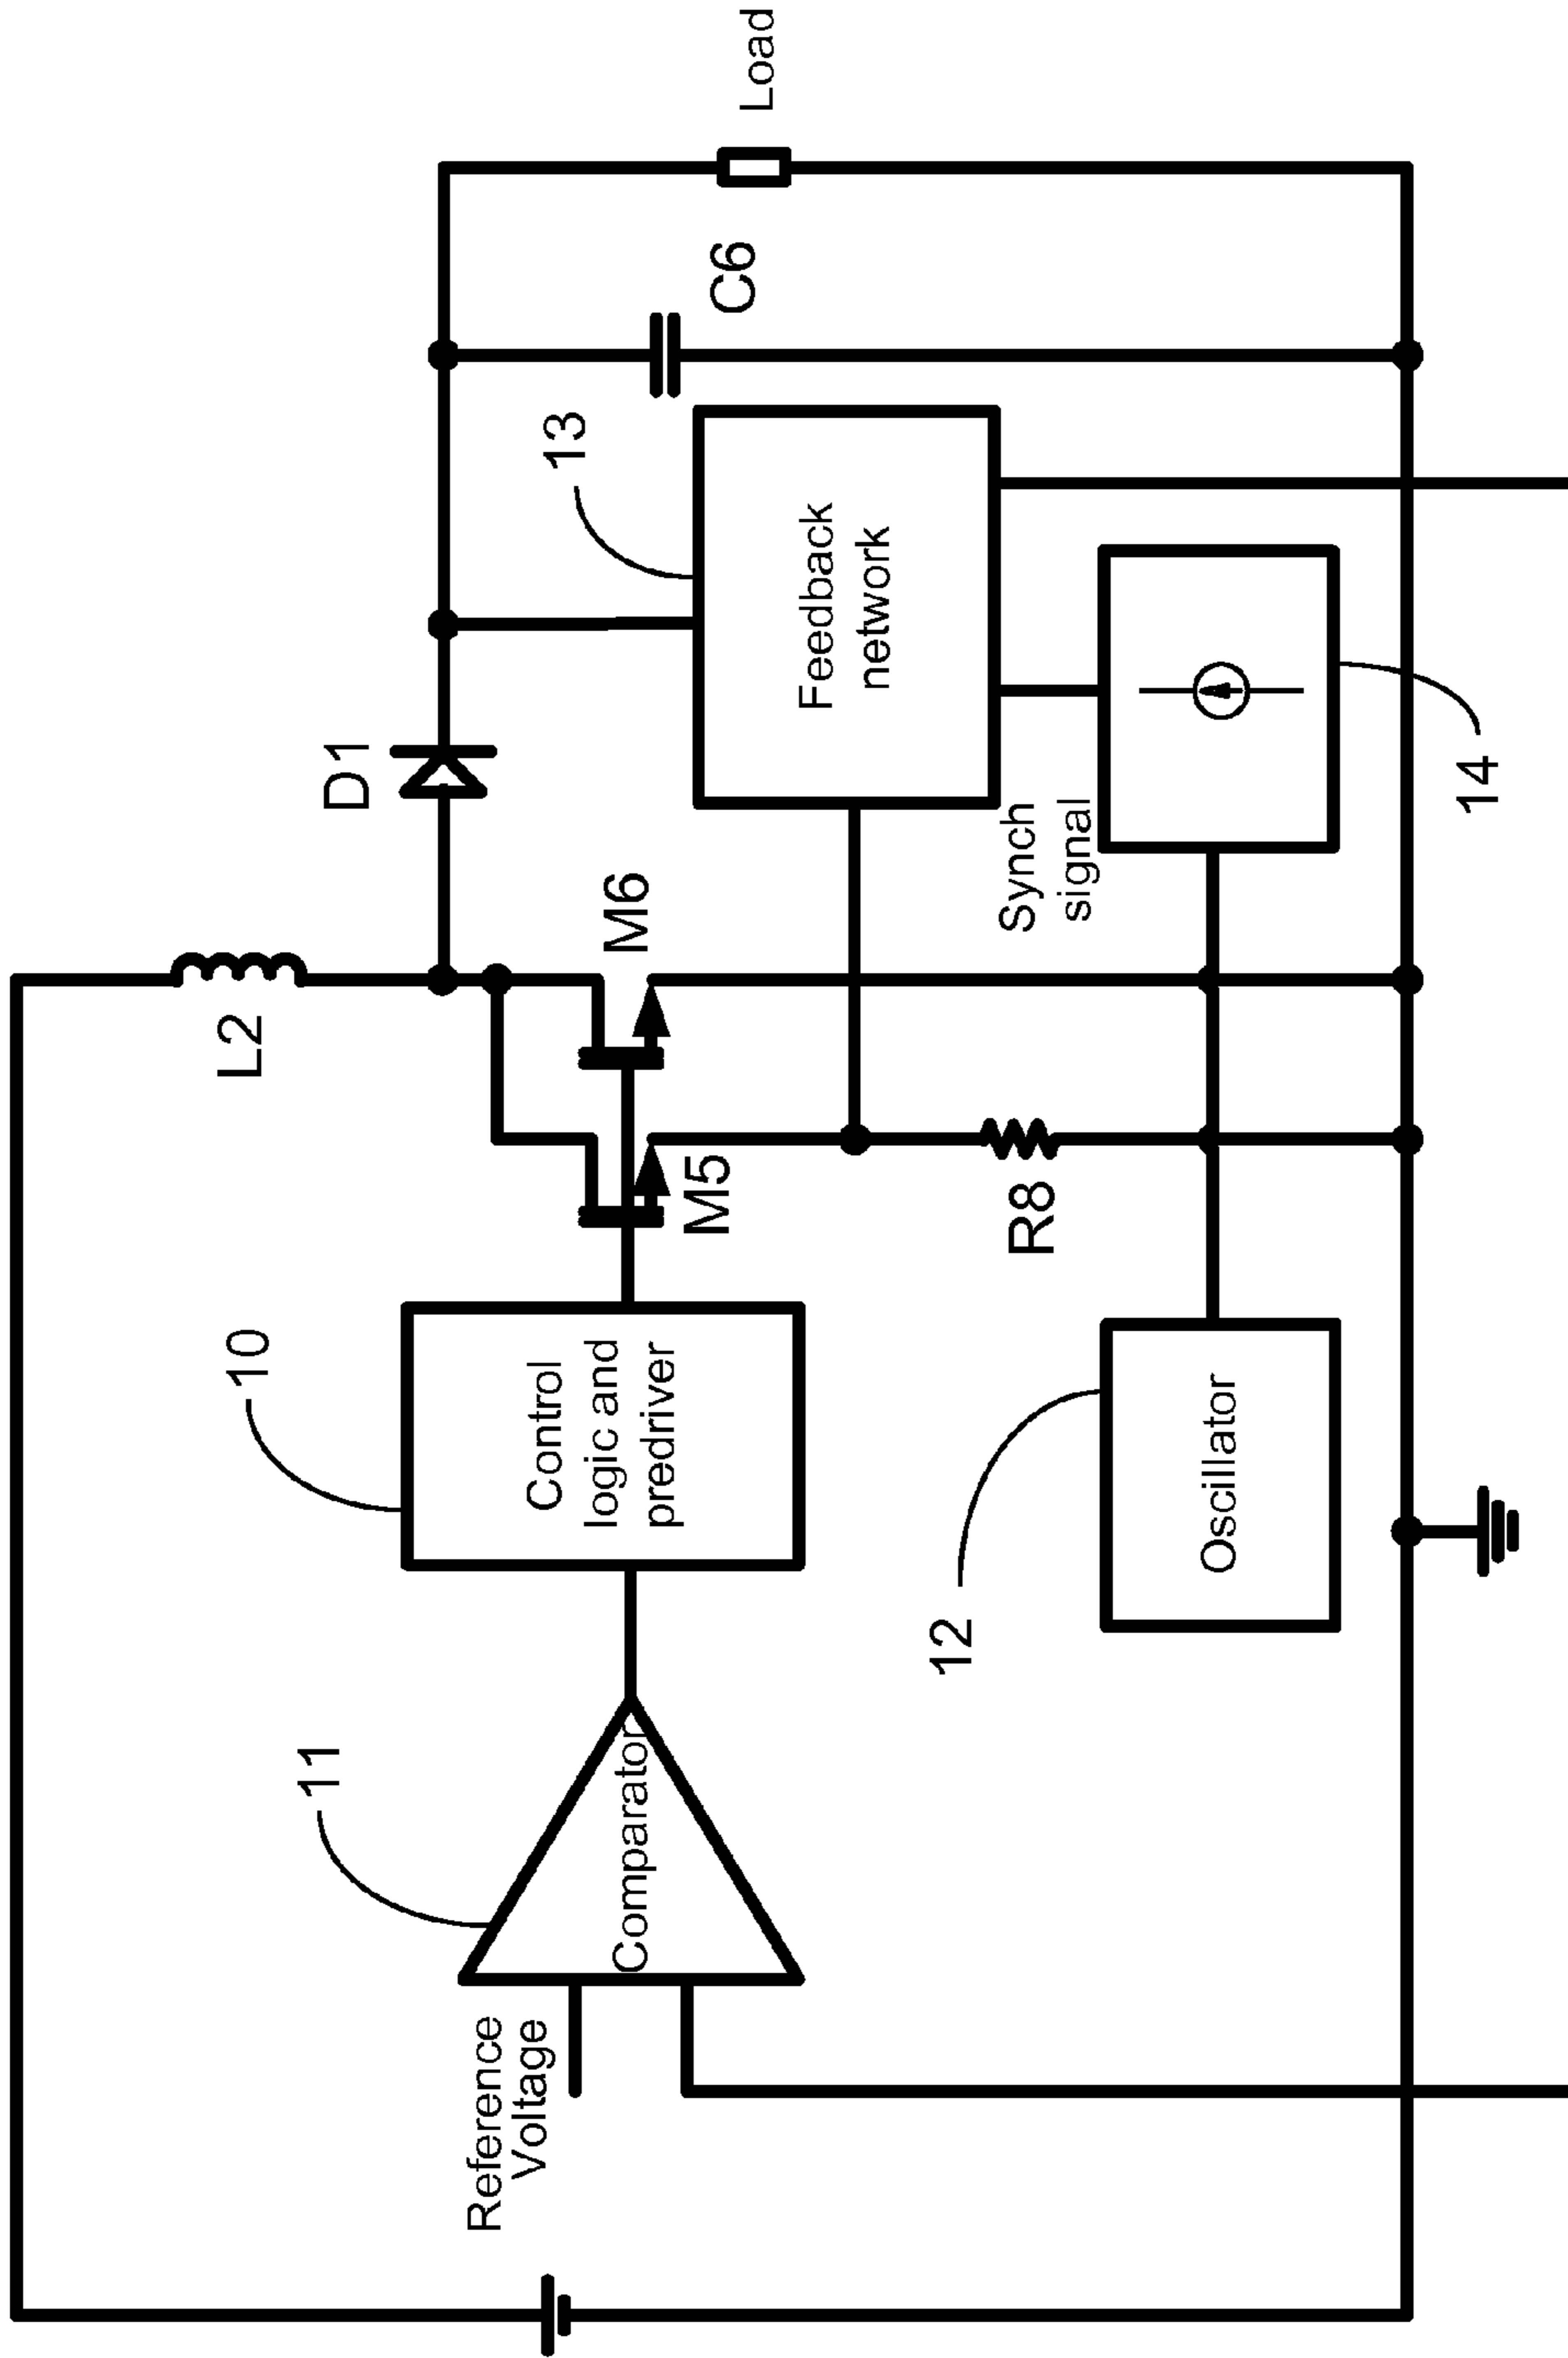 L2
D1
10
Control
logic and
predriver
11
Comparator
Reference
Voltage
M5
M6
13
Feedback
network
C6
Load
R8
Synch
signal
12
Oscillator
14